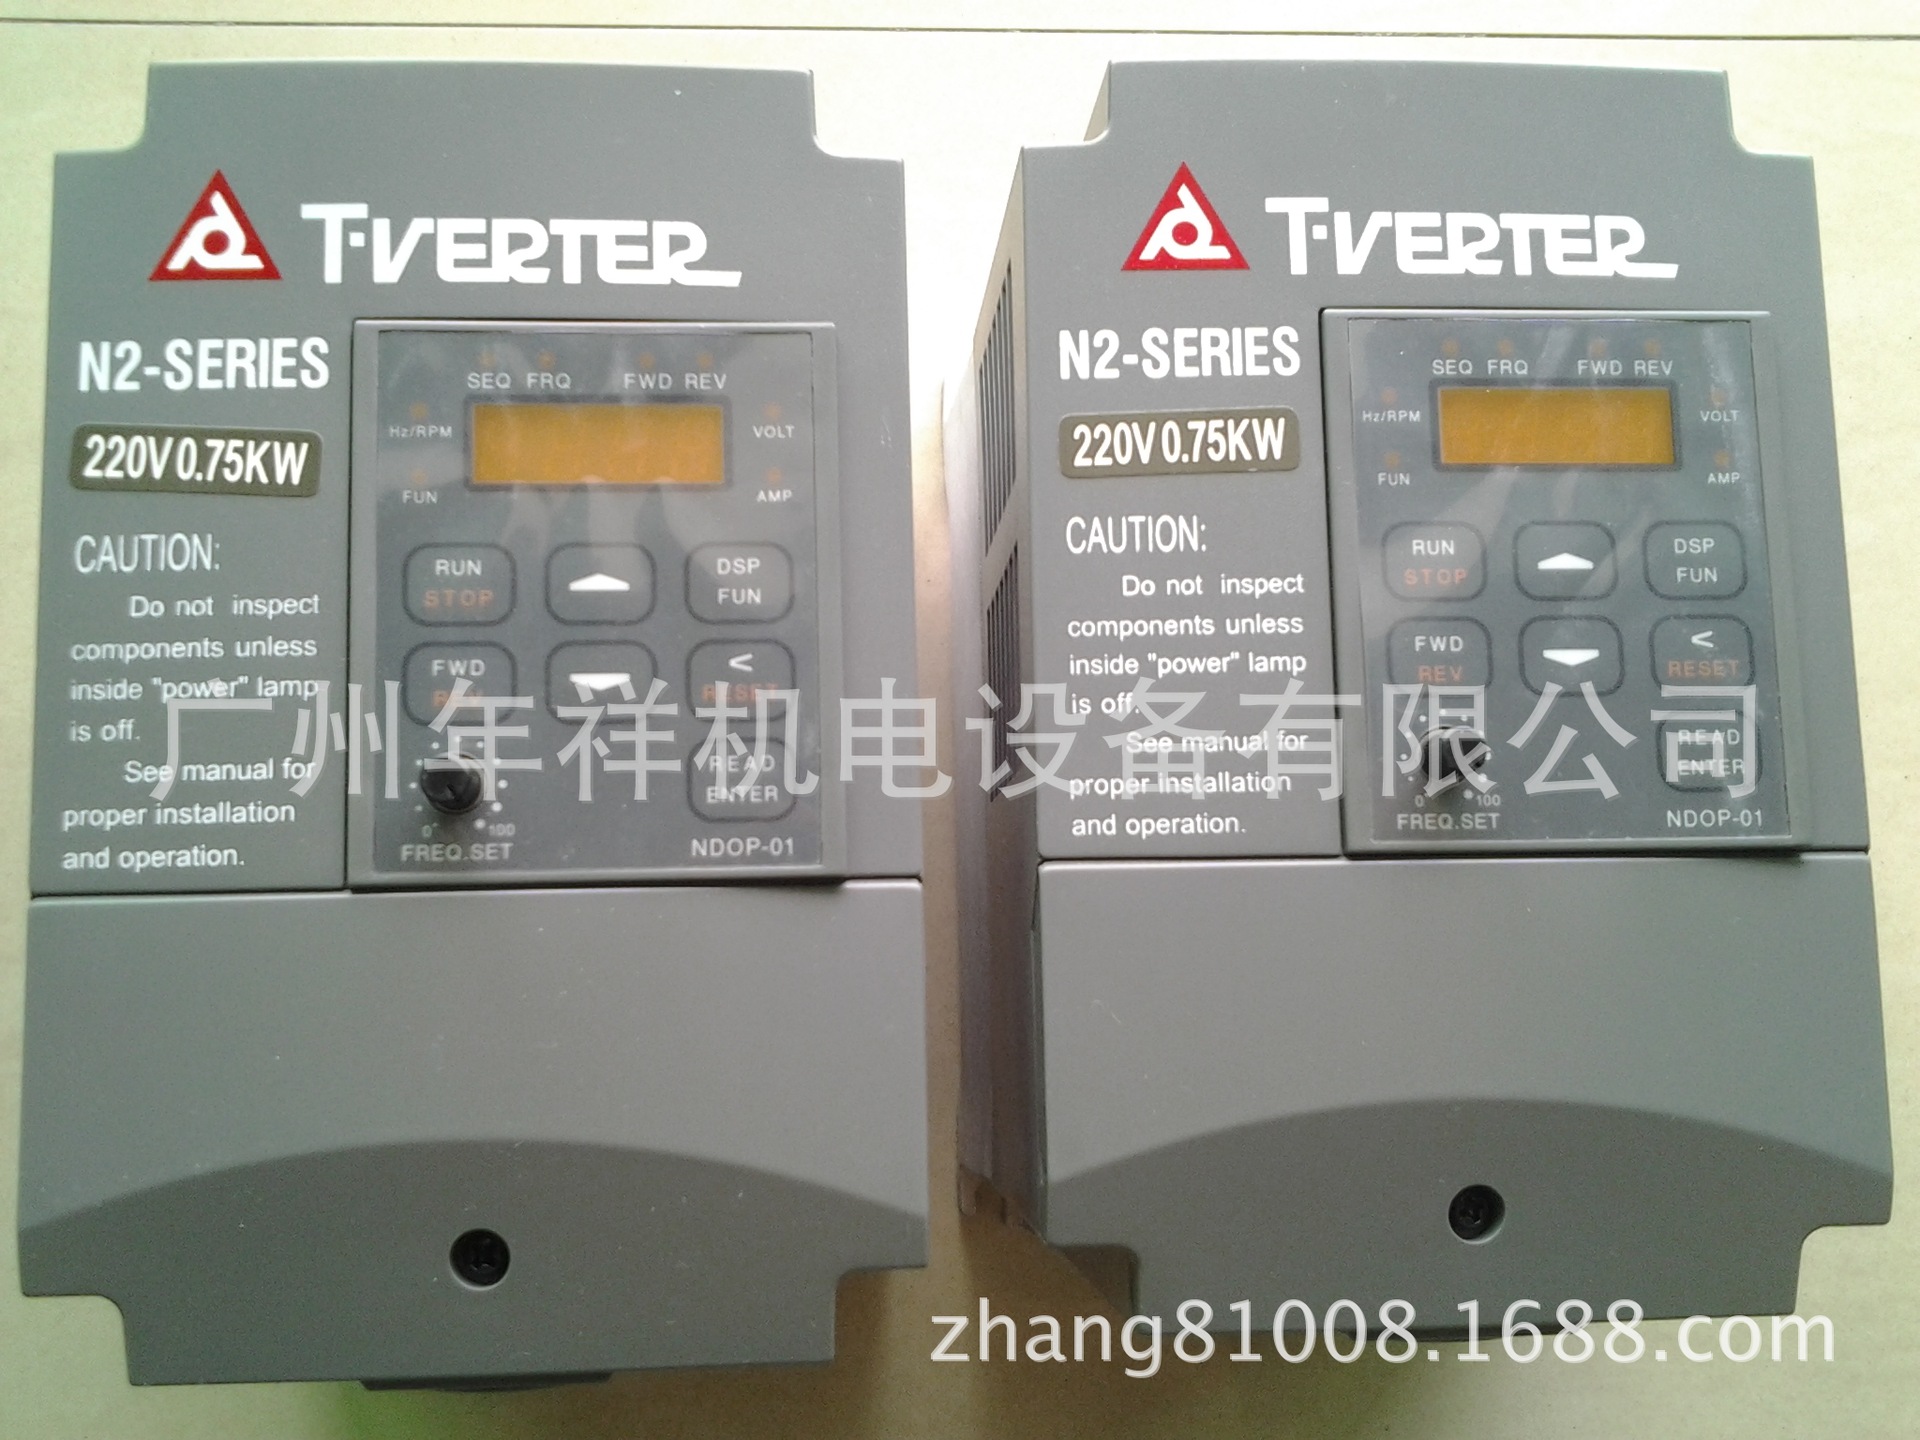 T-VERTER
N2-SERIES
220V 0.75KW
CAUTION:
Do not inspect
components unless
inside "power" lamp
is off.
See manual for
proper installation
and operation.
SEQ FRQ FWD REV
Hz/RPM VOLT
FUN AMP
RUN DSP
STOP FUN
FWD <
REV RESET
READ
ENTER
0 100
FREQ.SET NDOP-01
T-VERTER
N2-SERIES
220V 0.75KW
CAUTION:
Do not inspect
components unless
inside "power" lamp
is off.
See manual for
proper installation
and operation.
SEQ FRQ FWD REV
Hz/RPM VOLT
FUN AMP
RUN DSP
STOP FUN
FWD <
REV RESET
READ
ENTER
0 100
FREQ.SET NDOP-01
广州年祥机电设备有限公司
zhang81008.1688.com